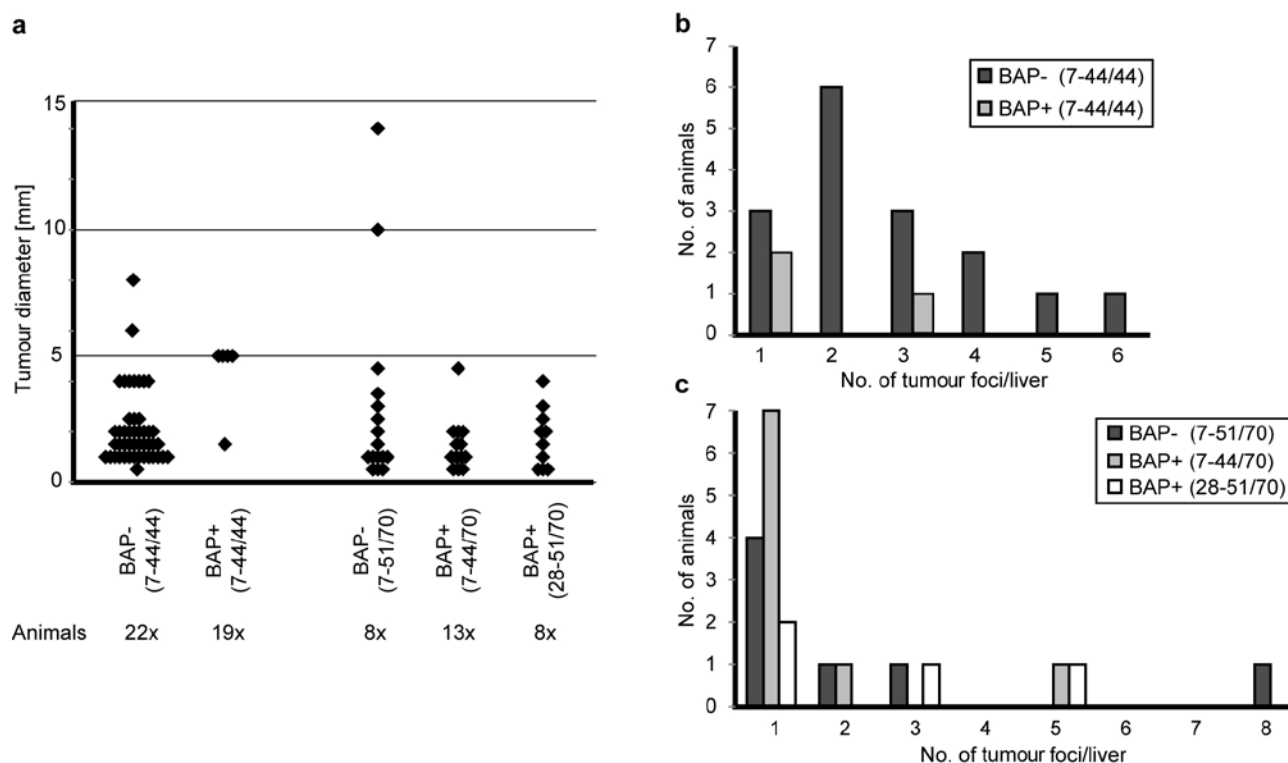 a
15
10
5
0
Tumour diameter [mm]
BAP-
(7-44/44)
BAP+
(7-44/44)
BAP-
(7-51/70)
BAP+
(7-44/70)
BAP+
(28-51/70)
Animals 22x 19x 8x 13x 8x
b
7
6
5
4
3
2
1
0
No. of animals
BAP- (7-44/44)
BAP+ (7-44/44)
1 2 3 4 5 6
No. of tumour foci/liver
c
7
6
5
4
3
2
1
0
No. of animals
BAP- (7-51/70)
BAP+ (7-44/70)
BAP+ (28-51/70)
1 2 3 4 5 6 7 8
No. of tumour foci/liver